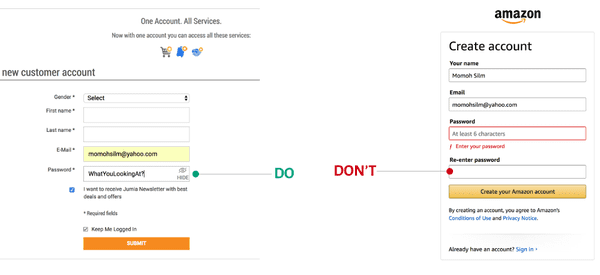 One Account. All Services.
Now with one account you can access all these services:
new customer account
Gender *
Select
First name *
Last name *
E-Mail *
momohsilm@yahoo.com
Password *
WhatYouLookingAt?
HIDE
I want to receive Jumia Newsletter with best
deals and offers
* Required fields
Keep Me Logged In
SUBMIT
DO
DON'T
amazon
Create account
Your name
Momoh Silm
Email
momohsilm@yahoo.com
Password
At least 6 characters
! Enter your password
Re-enter password
Create your Amazon account
By creating an account, you agree to Amazon's
Conditions of Use and Privacy Notice.
Already have an account? Sign in